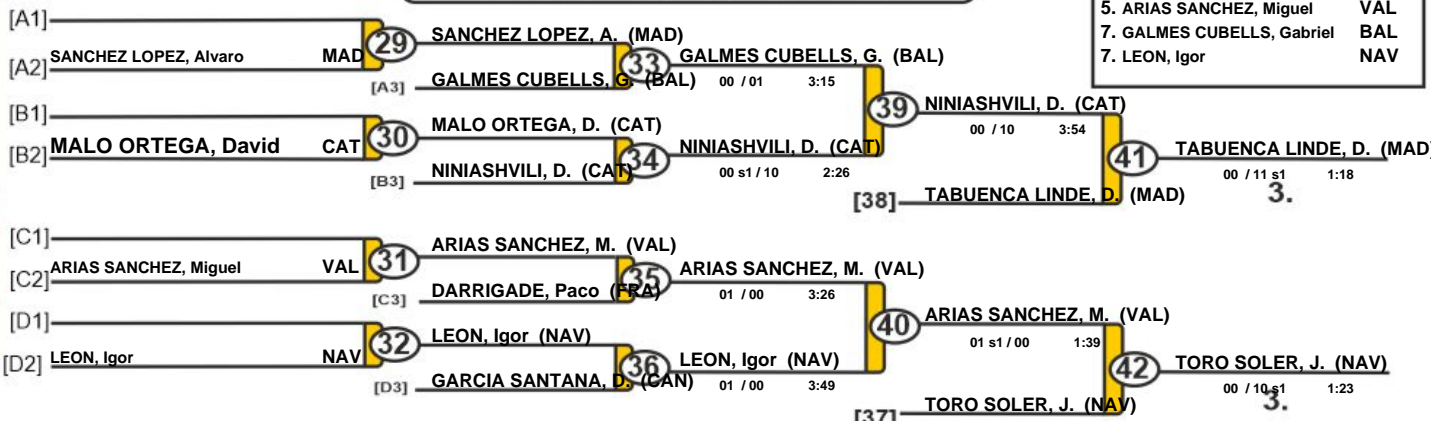 5. ARIAS SANCHEZ, Miguel VAL
7. GALMES CUBELLS, Gabriel BAL
7. LEON, Igor NAV
[A1]
[A2] SANCHEZ LOPEZ, Alvaro MAD
29 SANCHEZ LOPEZ, A. (MAD)
[A3] GALMES CUBELLS, G. (BAL)
33 GALMES CUBELLS, G. (BAL)
00 / 01 3:15
[B1]
[B2] MALO ORTEGA, David CAT
30 MALO ORTEGA, D. (CAT)
[B3] NINIASHVILI, D. (CAT)
34 NINIASHVILI, D. (CAT)
00 s1 / 10 2:26
39 NINIASHVILI, D. (CAT)
00 / 10 3:54
[38] TABUENCA LINDE, D. (MAD)
41 TABUENCA LINDE, D. (MAD)
00 / 11 s1 1:18
3.
[C1]
[C2] ARIAS SANCHEZ, Miguel VAL
31 ARIAS SANCHEZ, M. (VAL)
[C3] DARRIGADE, Paco (FRA)
35 ARIAS SANCHEZ, M. (VAL)
01 / 00 3:26
[D1]
[D2] LEON, Igor NAV
32 LEON, Igor (NAV)
[D3] GARCIA SANTANA, D. (CAN)
36 LEON, Igor (NAV)
01 / 00 3:49
40 ARIAS SANCHEZ, M. (VAL)
01 s1 / 00 1:39
[37] TORO SOLER, J. (NAV)
42 TORO SOLER, J. (NAV)
00 / 10 s1 1:23
3.